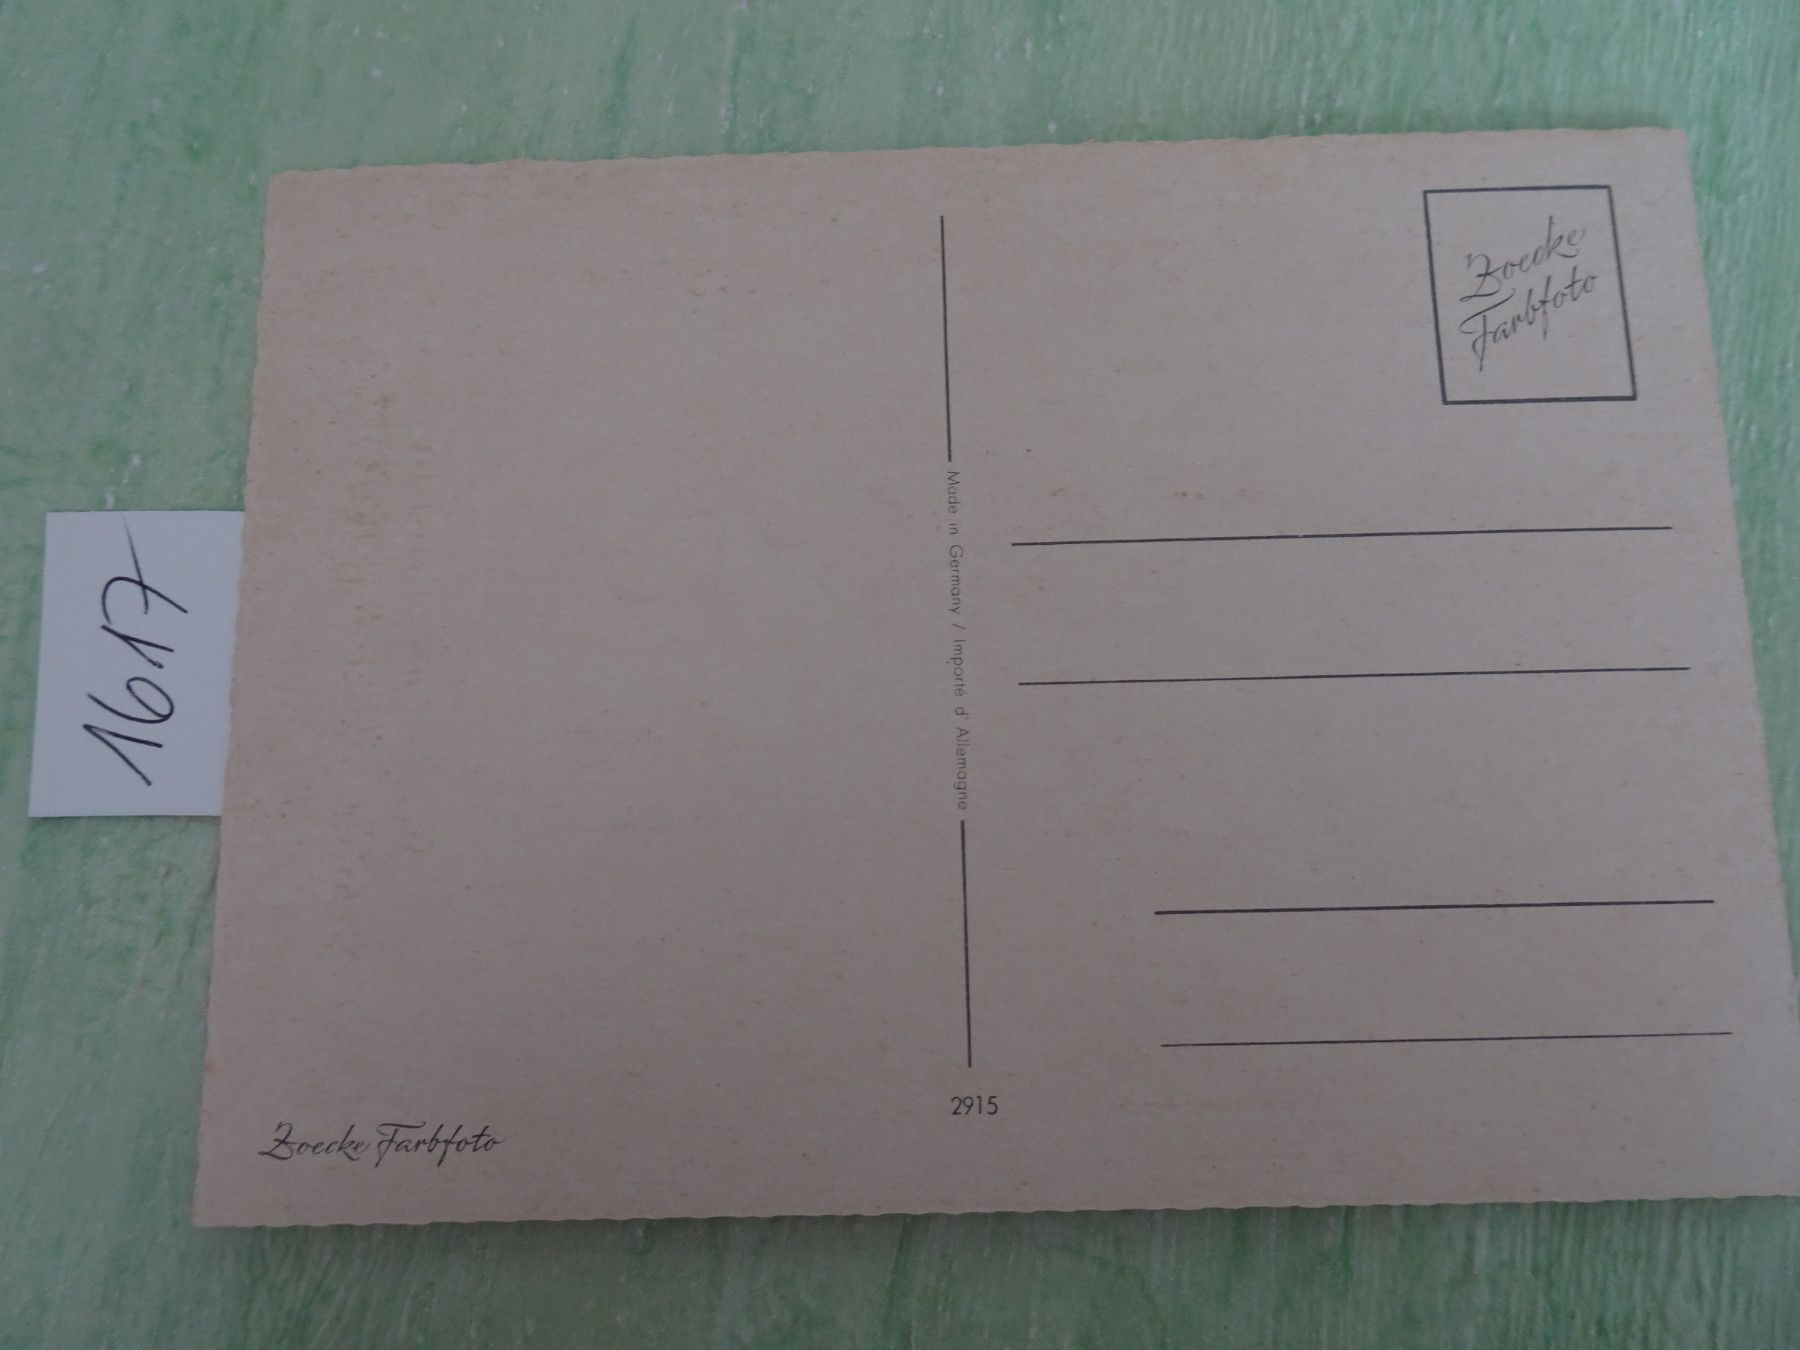 Zoecke
Farbfoto
Made in Germany / Importé d' Allemagne
1617
2915
Zoecke Farbfoto